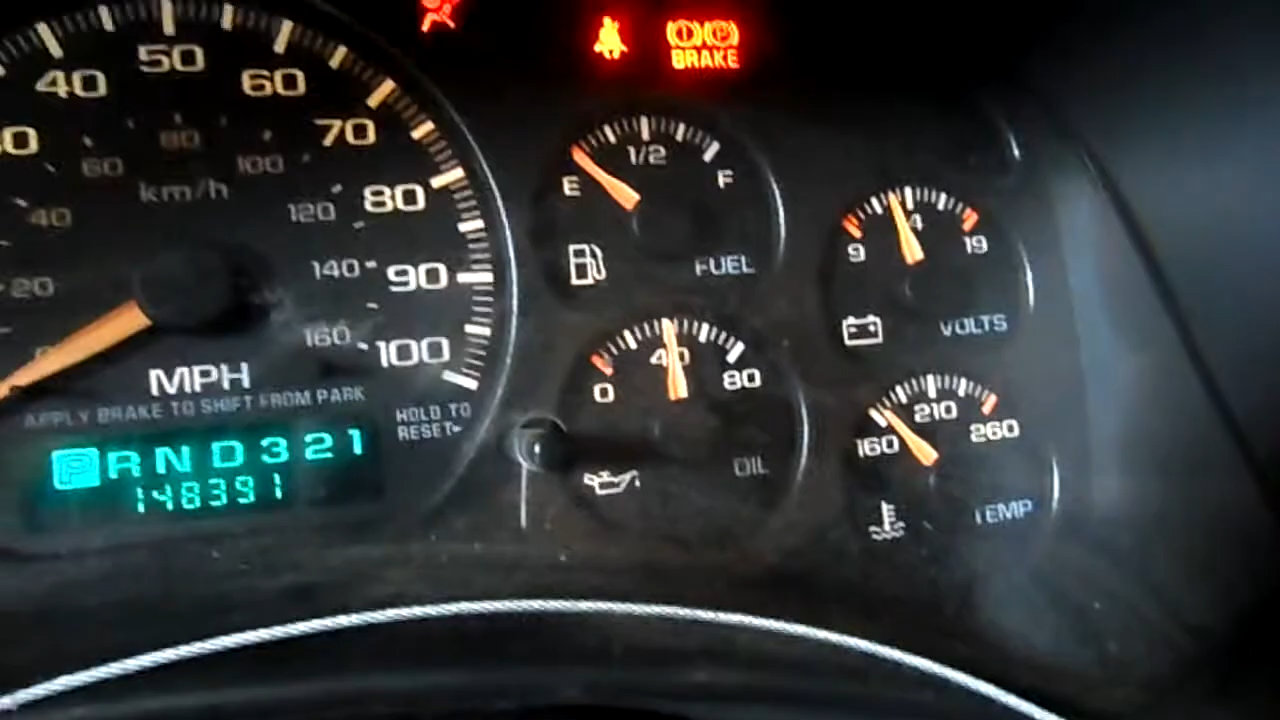 50
40
60
70
80
60
100
km/h
40
120
80
20
140
90
160
100
MPH
APPLY BRAKE TO SHIFT FROM PARK
HOLD TO
RESET
P R N D 3 2 1
148391
BRAKE
1/2
E
F
FUEL
9
19
VOLTS
0
40
80
OIL
210
160
260
TEMP